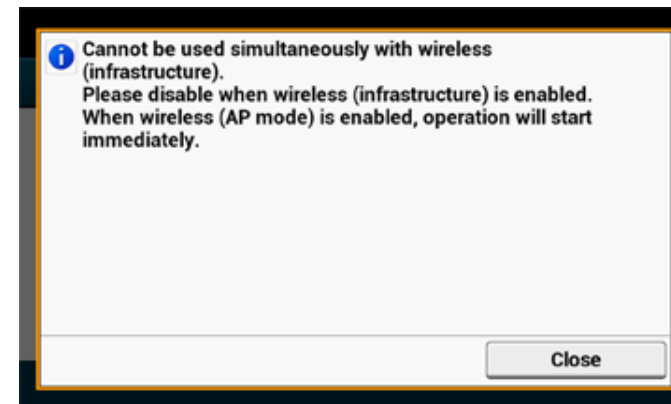 Cannot be used simultaneously with wireless
(infrastructure).
Please disable when wireless (infrastructure) is enabled.
When wireless (AP mode) is enabled, operation will start
immediately.
Close